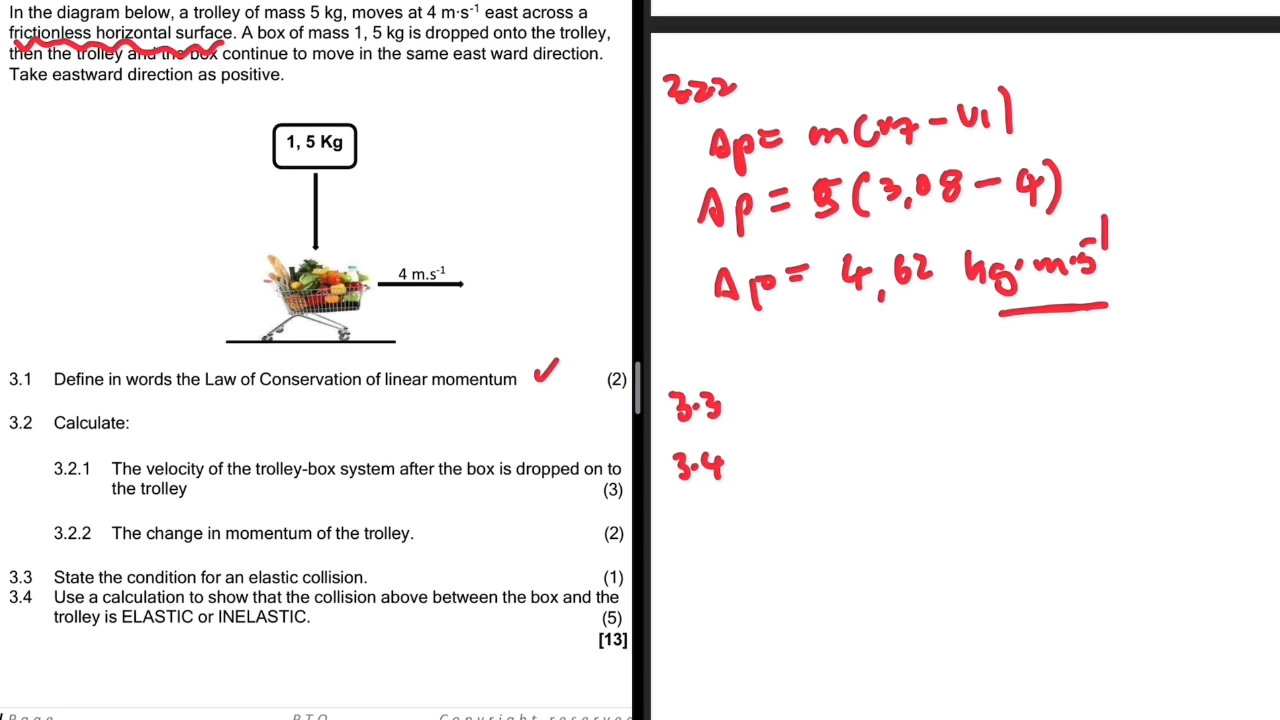 In the diagram below, a trolley of mass 5 kg, moves at 4 m·s-1 east across a
frictionless horizontal surface. A box of mass 1, 5 kg is dropped onto the trolley,
then the trolley and the box continue to move in the same east ward direction.
Take eastward direction as positive.
1, 5 Kg
4 m.s-1
3.1 Define in words the Law of Conservation of linear momentum (2)
3.2 Calculate:
3.2.1 The velocity of the trolley-box system after the box is dropped on to
the trolley (3)
3.2.2 The change in momentum of the trolley. (2)
3.3 State the condition for an elastic collision. (1)
3.4 Use a calculation to show that the collision above between the box and the
trolley is ELASTIC or INELASTIC. (5)
[13]
Page
PTO
Copyright reserved
Δp = m(vf - vi)
Δp = 5(3,08 - 4)
Δp = 4,62 kg·m·s-1
3.3
3.4